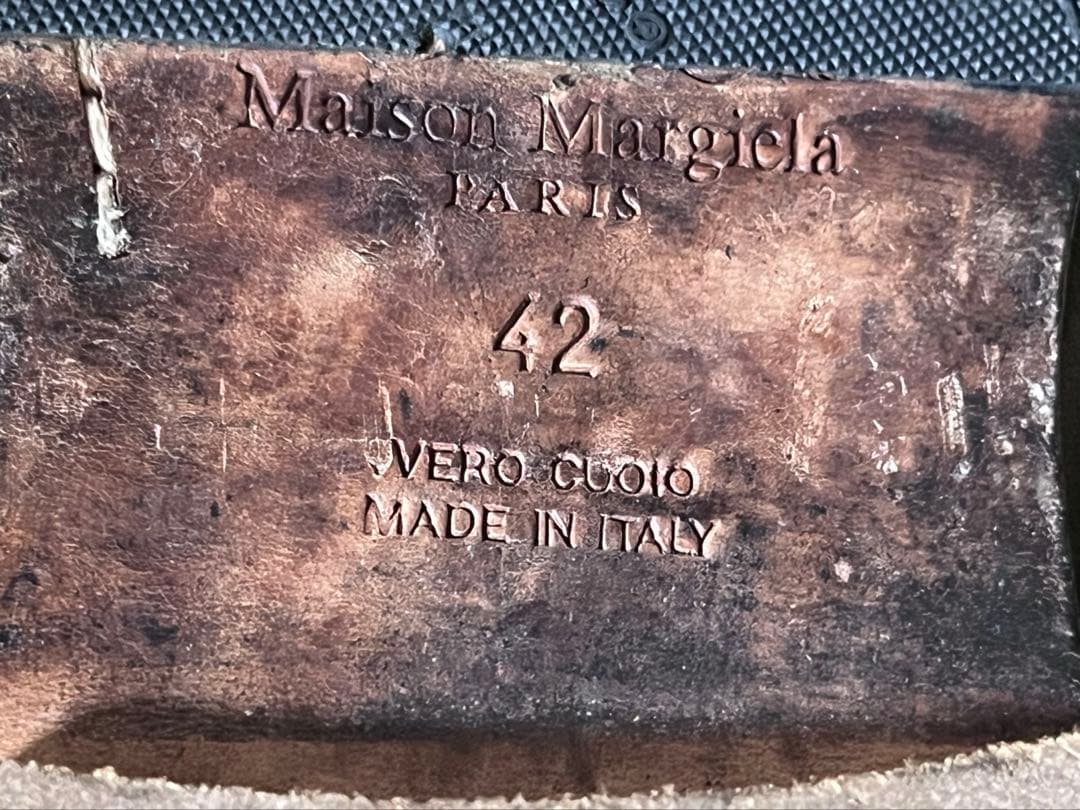 Maison Margiela
PARIS
42
VERO CUOIO
MADE IN ITALY